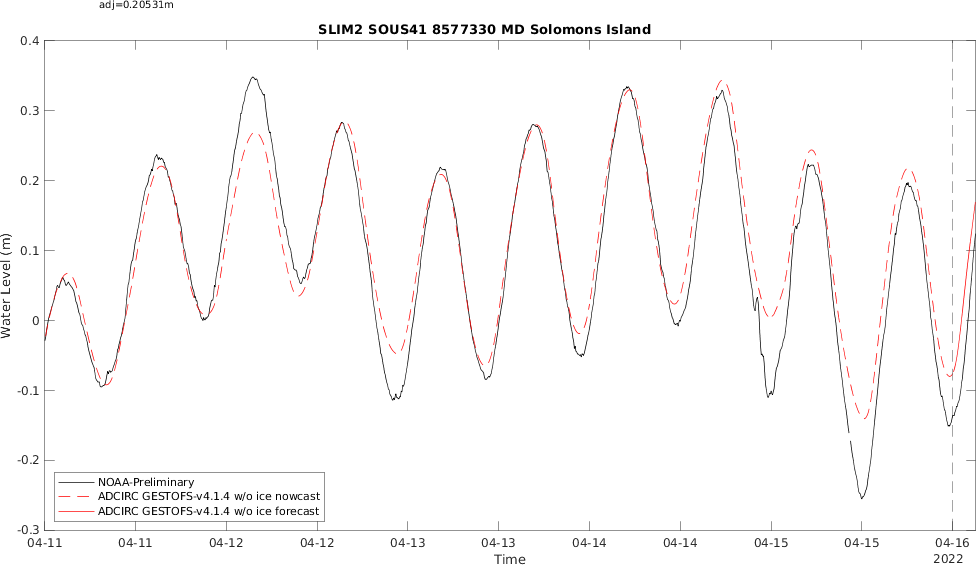 adj=0.20531m
SLIM2 SOUS41 8577330 MD Solomons Island
0.4
0.3
0.2
0.1
0
-0.1
-0.2
-0.3
Water Level (m)
NOAA-Preliminary
ADCIRC GESTOFS-v4.1.4 w/o ice nowcast
ADCIRC GESTOFS-v4.1.4 w/o ice forecast
04-11 04-11 04-12 04-12 04-13 04-13 04-14 04-14 04-15 04-15 04-16
Time
2022